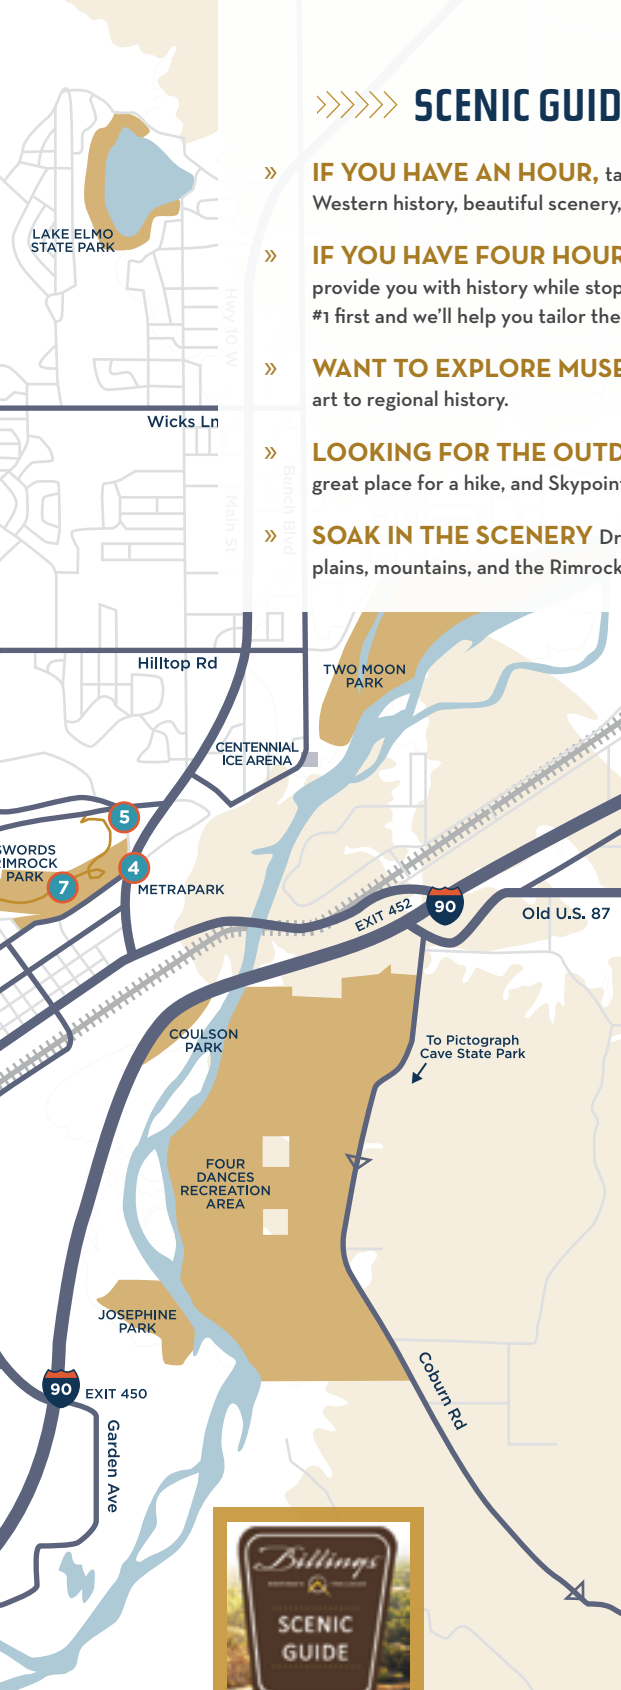 SCENIC GUID
IF YOU HAVE AN HOUR, ta
Western history, beautiful scenery,
IF YOU HAVE FOUR HOUR
provide you with history while stop
#1 first and we'll help you tailor the
WANT TO EXPLORE MUSE
art to regional history.
LOOKING FOR THE OUTD
great place for a hike, and Skypoint
SOAK IN THE SCENERY Dr
plains, mountains, and the Rimrock
LAKE ELMO
STATE PARK
Hwy 10 W
Wicks Ln
Bench Blvd
Main St
Hilltop Rd
TWO MOON
PARK
CENTENNIAL
ICE ARENA
5
SWORDS
RIMROCK
PARK
4
7
METRAPARK
EXIT 452
90
Old U.S. 87
COULSON
PARK
To Pictograph
Cave State Park
FOUR
DANCES
RECREATION
AREA
JOSEPHINE
PARK
90
EXIT 450
Coburn Rd
Garden Ave
Billings
SCENIC
GUIDE